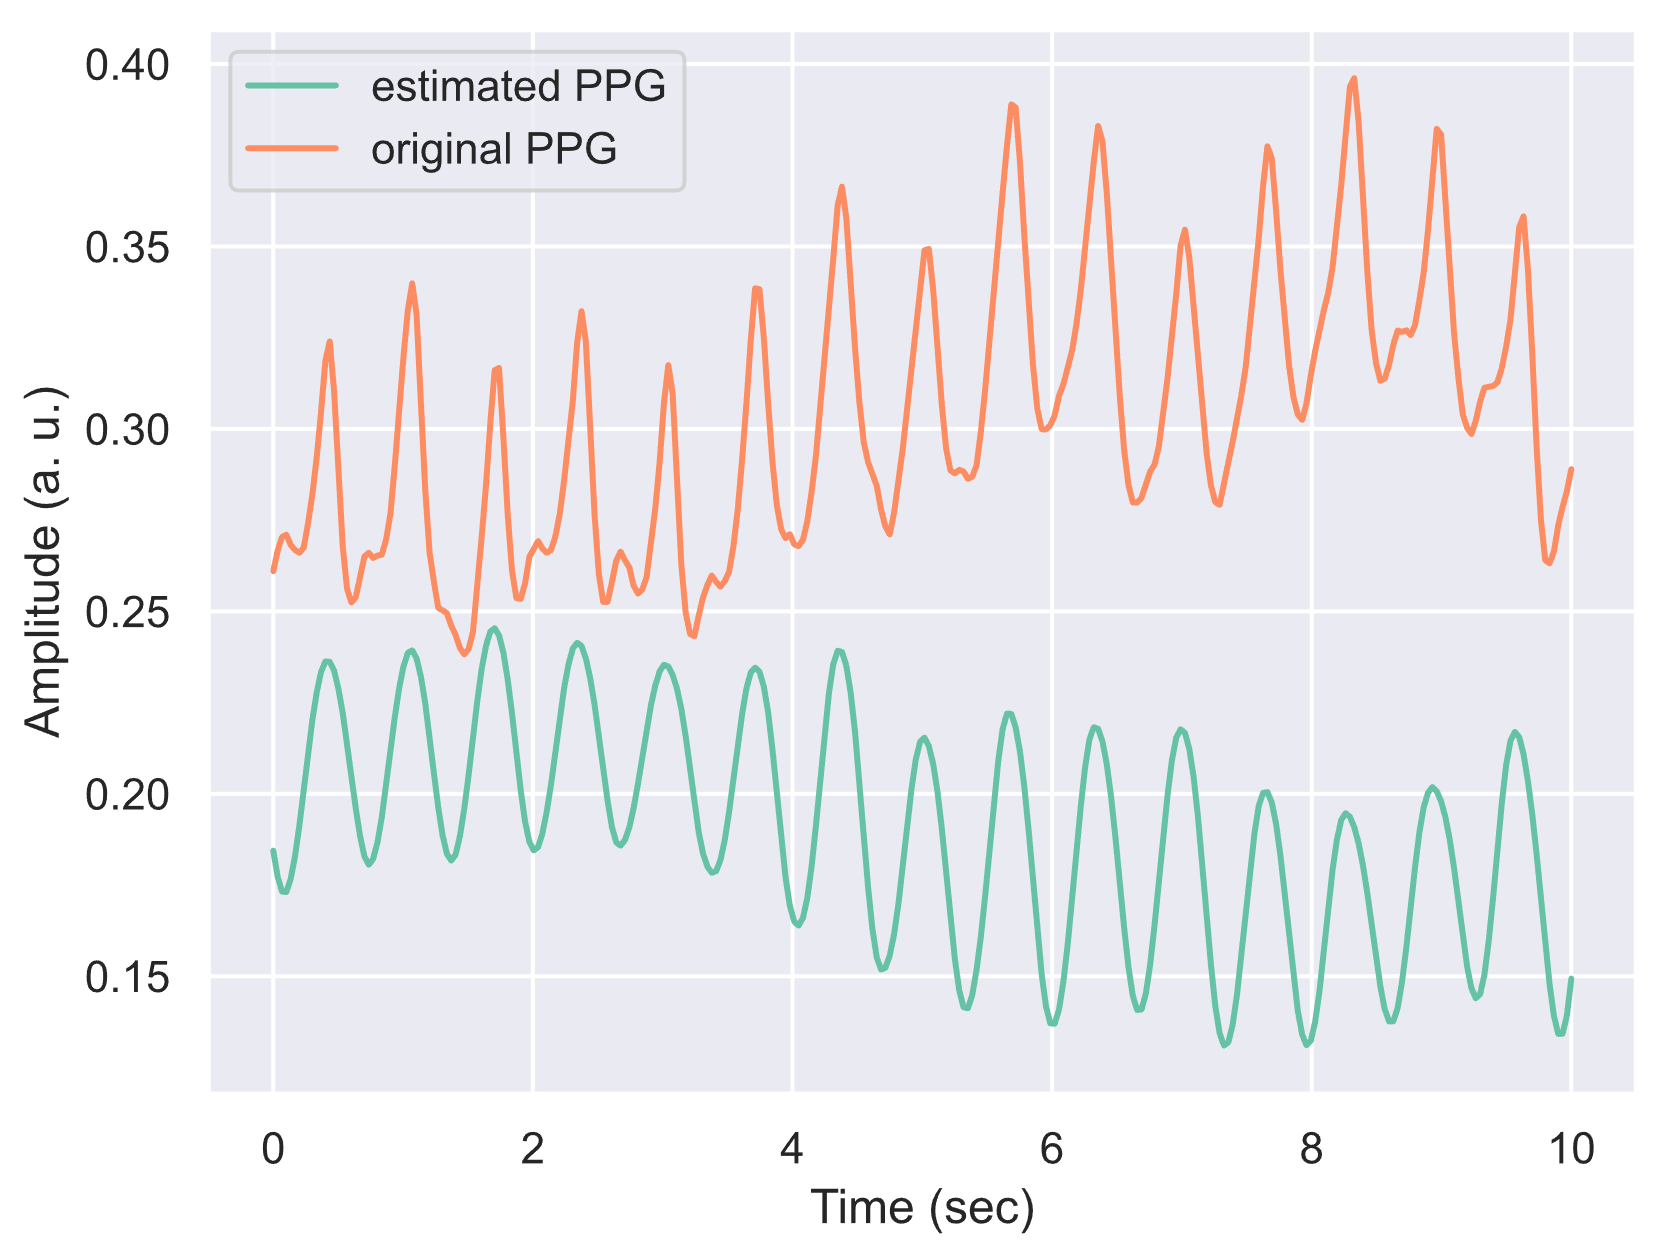 estimated PPG
original PPG
0.40
0.35
0.30
0.25
0.20
0.15
Amplitude (a. u.)
0 2 4 6 8 10
Time (sec)